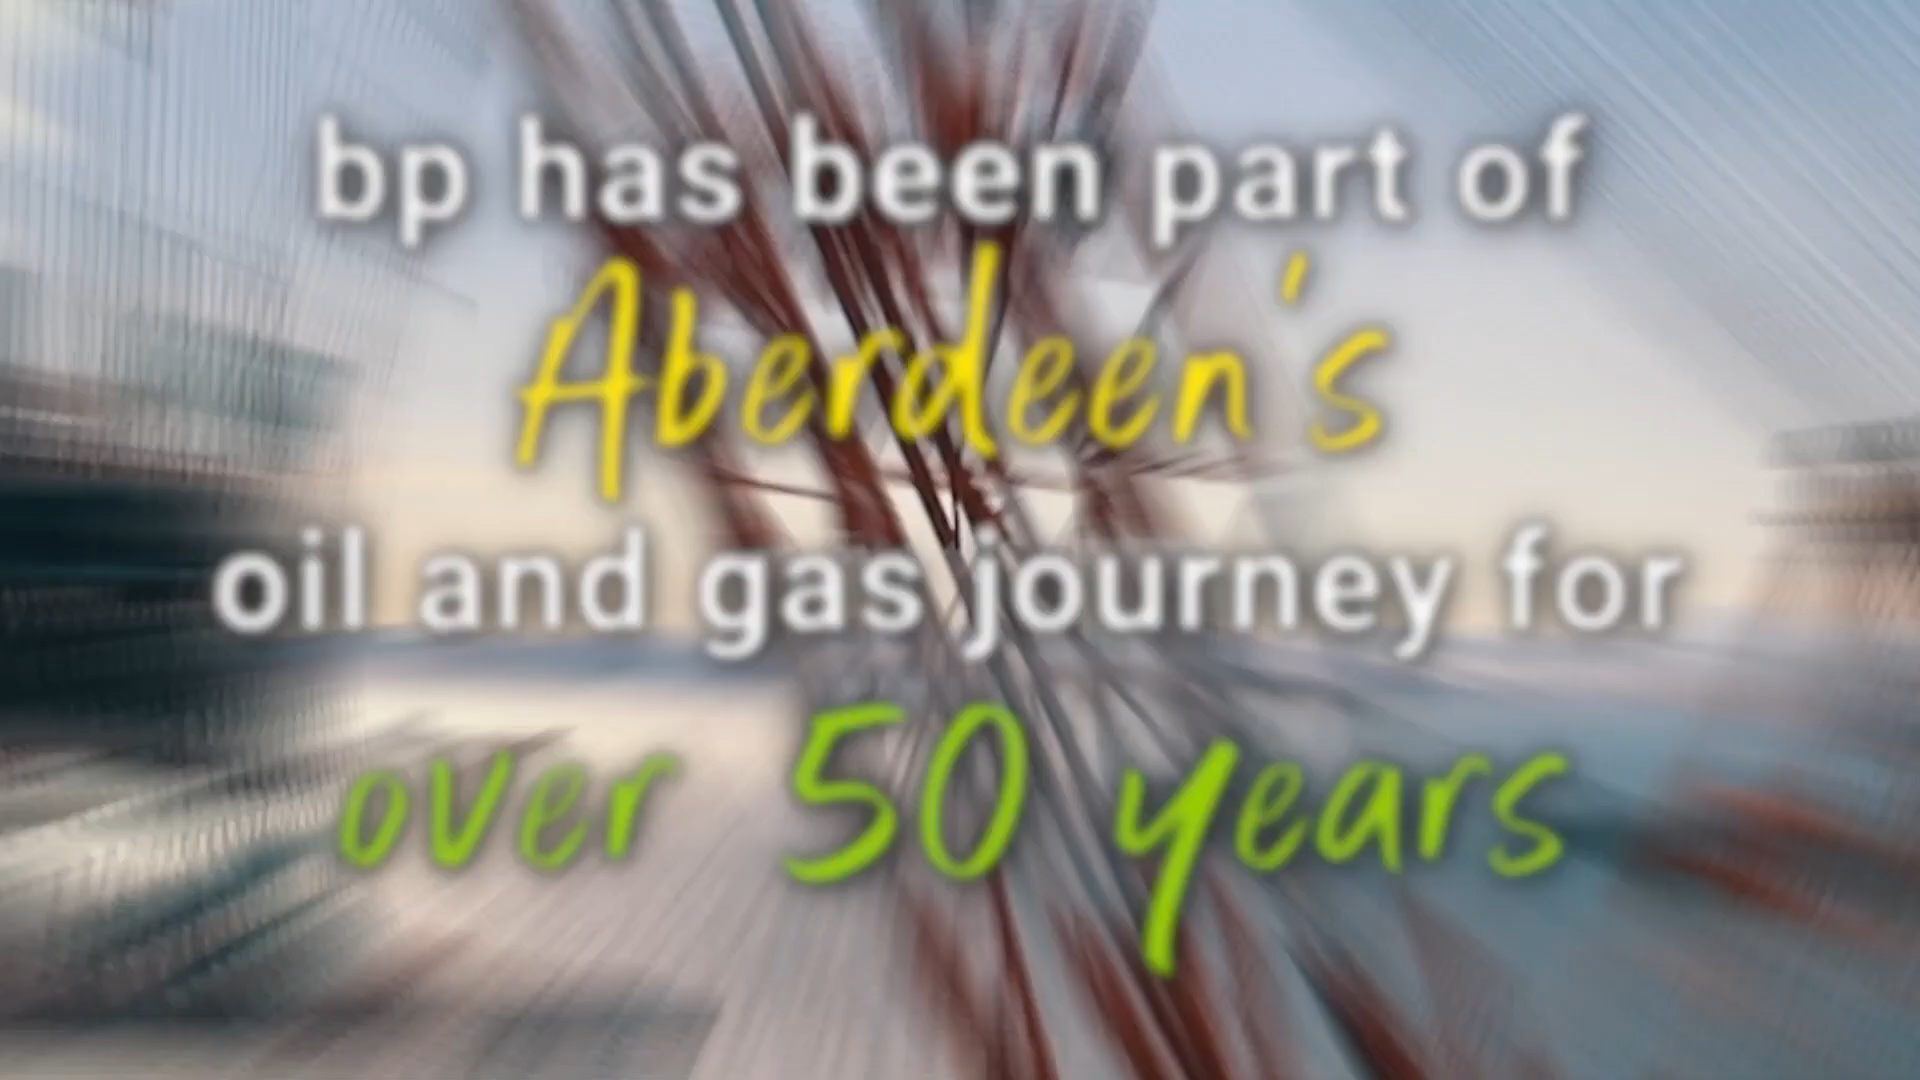 bp has been part of
Aberdeen's
oil and gas journey for
over 50 years